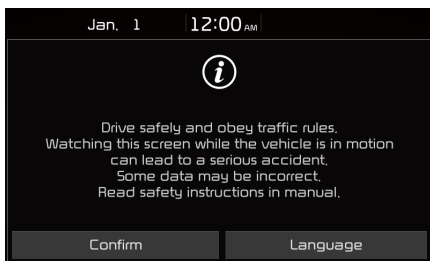 Jan. 1 12:00 AM
i
Drive safely and obey traffic rules.
Watching this screen while the vehicle is in motion
can lead to a serious accident.
Some data may be incorrect.
Read safety instructions in manual.
Confirm Language